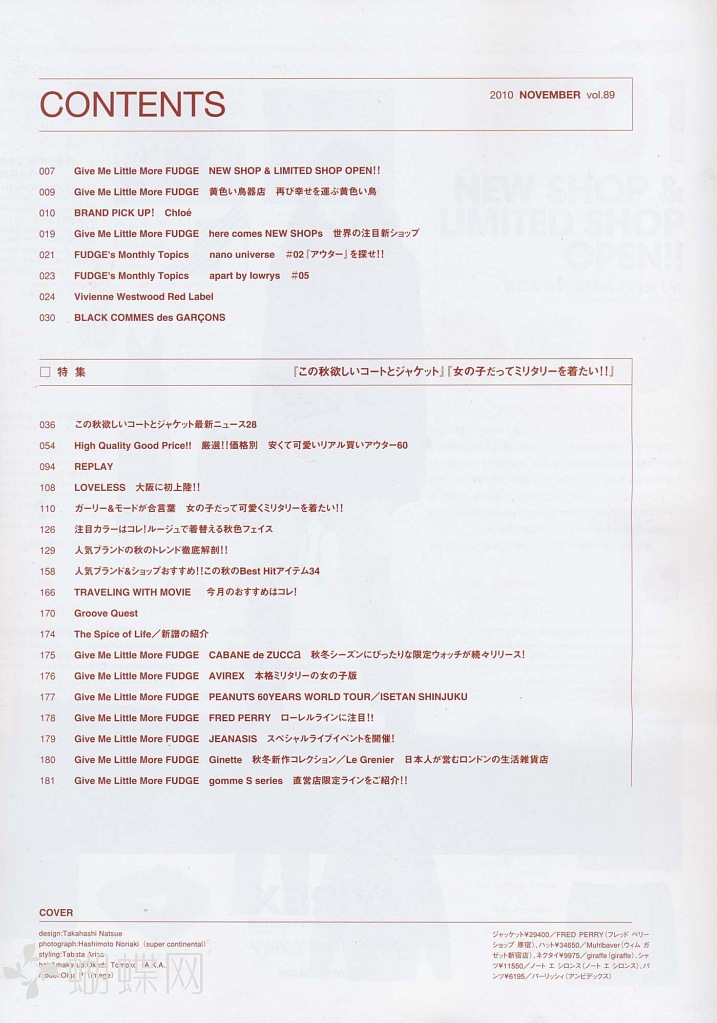 CONTENTS
2010 NOVEMBER vol.89
007 Give Me Little More FUDGE NEW SHOP & LIMITED SHOP OPEN!!
009 Give Me Little More FUDGE 黄色い鳥器店 再び幸せを運ぶ黄色い鳥
010 BRAND PICK UP! Chloé
019 Give Me Little More FUDGE here comes NEW SHOPs 世界の注目新ショップ
021 FUDGE's Monthly Topics nano universe #02『アウター』を探せ!!
023 FUDGE's Monthly Topics apart by lowrys #05
024 Vivienne Westwood Red Label
030 BLACK COMMES des GARÇONS
□ 特 集 『この秋欲しいコートとジャケット』『女の子だってミリタリーを着たい!!』
036 この秋欲しいコートとジャケット最新ニュース28
054 High Quality Good Price!! 厳選!!価格別 安くて可愛いリアル買いアウター60
094 REPLAY
108 LOVELESS 大阪に初上陸!!
110 ガーリー&モードが合言葉 女の子だって可愛くミリタリーを着たい!!
126 注目カラーはコレ!ルージュで着替える秋色フェイス
129 人気ブランドの秋のトレンド徹底解剖!!
158 人気ブランド&ショップおすすめ!!この秋のBest Hitアイテム34
166 TRAVELING WITH MOVIE 今月のおすすめはコレ!
170 Groove Quest
174 The Spice of Life／新譜の紹介
175 Give Me Little More FUDGE CABANE de ZUCCa 秋冬シーズンにぴったりな限定ウォッチが続々リリース!
176 Give Me Little More FUDGE AVIREX 本格ミリタリーの女の子版
177 Give Me Little More FUDGE PEANUTS 60YEARS WORLD TOUR／ISETAN SHINJUKU
178 Give Me Little More FUDGE FRED PERRY ローレルラインに注目!!
179 Give Me Little More FUDGE JEANASIS スペシャルライブイベントを開催!
180 Give Me Little More FUDGE Ginette 秋冬新作コレクション／Le Grenier 日本人が営むロンドンの生活雑貨店
181 Give Me Little More FUDGE gomme S series 直営店限定ラインをご紹介!!
COVER
design:Takahashi Natsue
photograph:Hashimoto Noriaki (super continental)
styling:Tabata Arisa
hair&make-up:Okada Tomoko A.K.A.
model:Olga P.
ジャケット¥29400／FRED PERRY(フレッド ペリー
ショップ 原宿)、ハット¥34650／Muhlbaver(ウィム ガ
ゼット新宿店)、ネクタイ¥9975／giraffe(giraffe)、シャ
ツ¥11550／ノート エ シロンス(ノート エ シロンス)、パ
ンツ¥6195／バーリッシィ(アンビデックス)
蝴蝶网